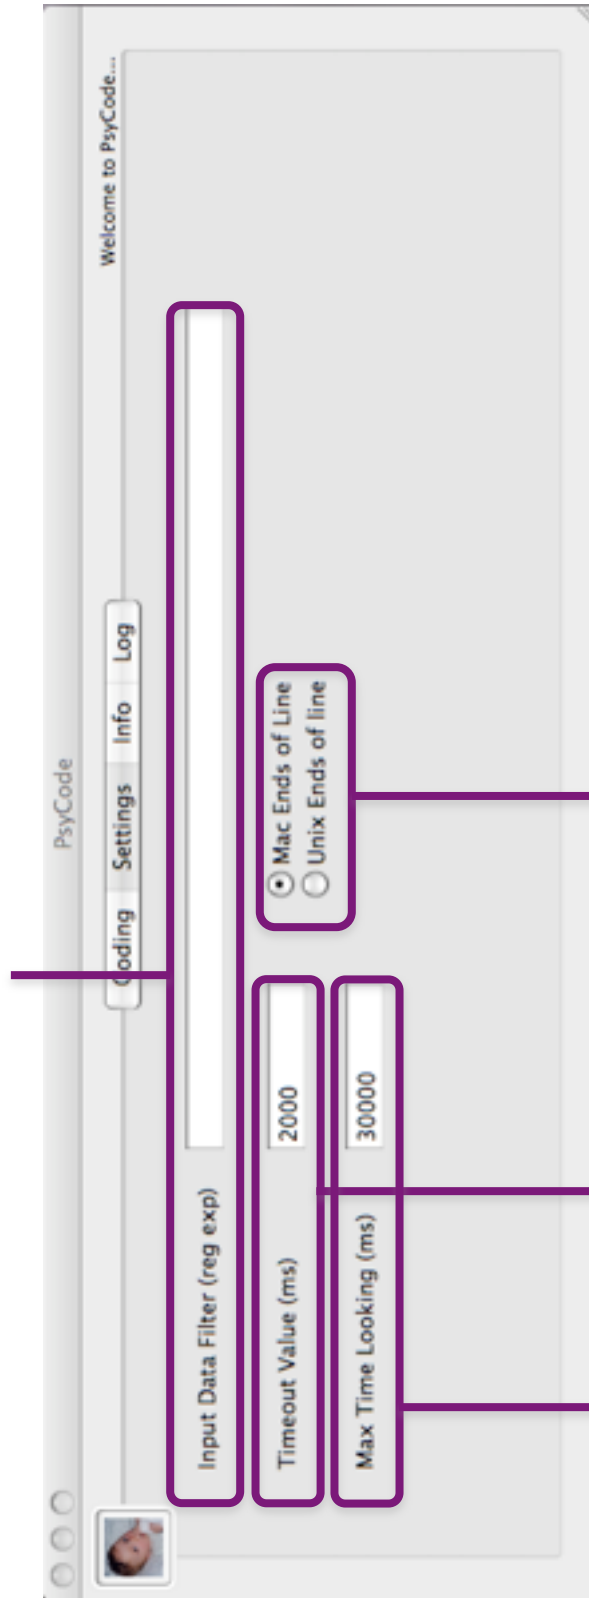 PsyCode
Welcome to PsyCode...
Coding Settings Info Log
Input Data Filter (reg exp)
Timeout Value (ms) 2000
Mac Ends of Line
Unix Ends of line
Max Time Looking (ms) 30000